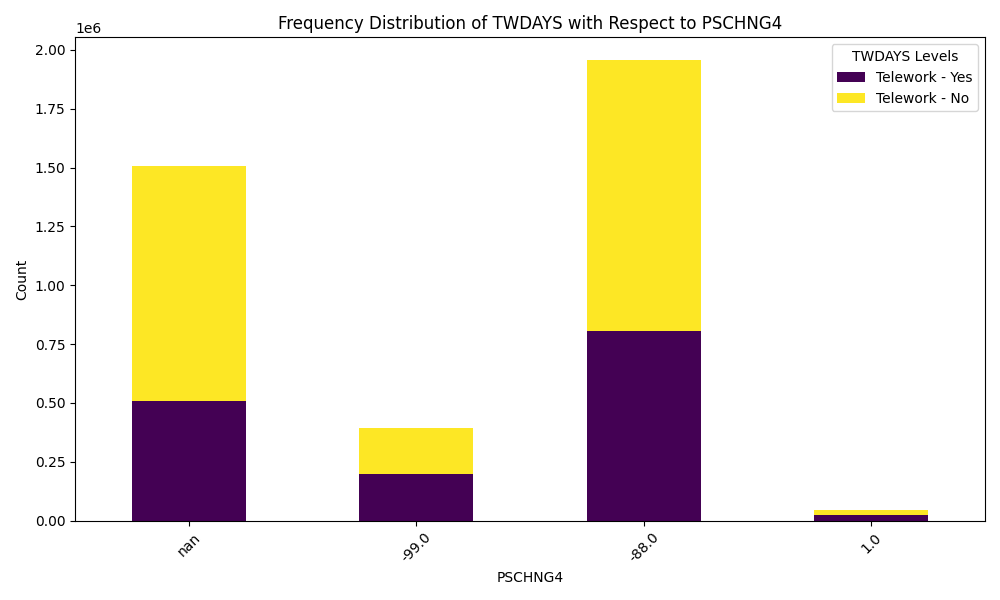 Frequency Distribution of TWDAYS with Respect to PSCHNG4
1e6
2.00
1.75
1.50
1.25
1.00
0.75
0.50
0.25
0.00
Count
TWDAYS Levels
Telework - Yes
Telework - No
nan
-99.0
-88.0
1.0
PSCHNG4